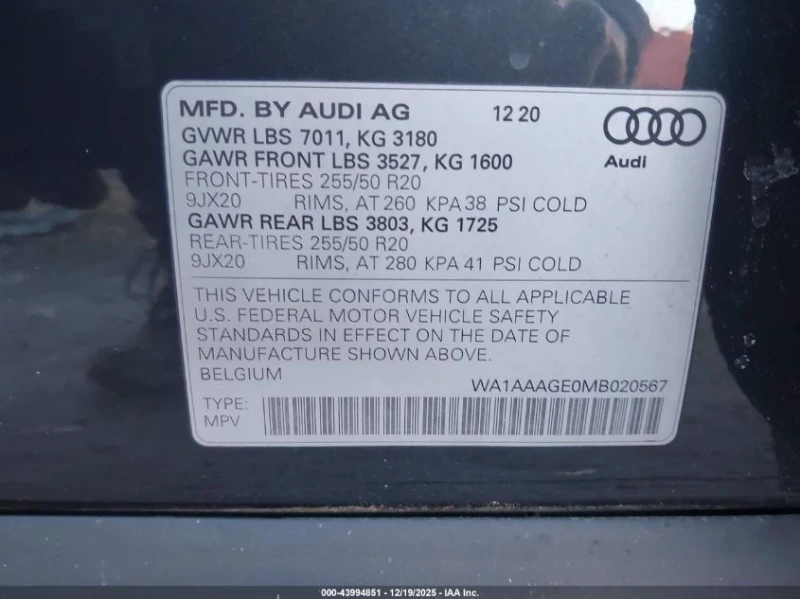 MFD. BY AUDI AG 12 20
GVWR LBS 7011, KG 3180
GAWR FRONT LBS 3527, KG 1600
Audi
FRONT-TIRES 255/50 R20
9JX20 RIMS, AT 260 KPA 38 PSI COLD
GAWR REAR LBS 3803, KG 1725
REAR-TIRES 255/50 R20
9JX20 RIMS, AT 280 KPA 41 PSI COLD
THIS VEHICLE CONFORMS TO ALL APPLICABLE
U.S. FEDERAL MOTOR VEHICLE SAFETY
STANDARDS IN EFFECT ON THE DATE OF
MANUFACTURE SHOWN ABOVE.
BELGIUM WA1AAAGE0MB020567
TYPE:
MPV
000-43994851 - 12/19/2025 - IAA Inc.